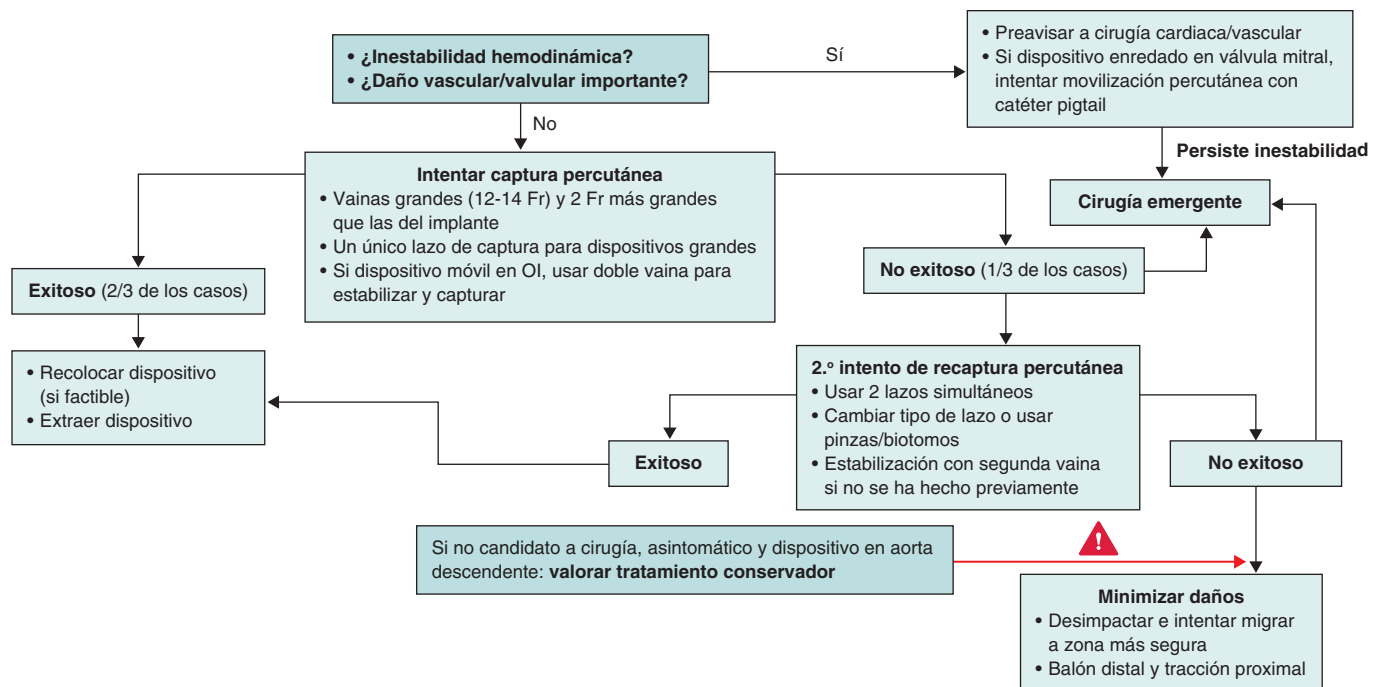 • ¿Inestabilidad hemodinámica?
• ¿Daño vascular/valvular importante?
Sí
• Preavisar a cirugía cardiaca/vascular
• Si dispositivo enredado en válvula mitral,
intentar movilización percutánea con
catéter pigtail
No
Persiste inestabilidad
Intentar captura percutánea
• Vainas grandes (12-14 Fr) y 2 Fr más grandes
que las del implante
• Un único lazo de captura para dispositivos grandes
• Si dispositivo móvil en OI, usar doble vaina para
estabilizar y capturar
Cirugía emergente
Exitoso (2/3 de los casos)
No exitoso (1/3 de los casos)
• Recolocar dispositivo
(si factible)
• Extraer dispositivo
2.º intento de recaptura percutánea
• Usar 2 lazos simultáneos
• Cambiar tipo de lazo o usar
pinzas/biotomos
• Estabilización con segunda vaina
si no se ha hecho previamente
Exitoso
No exitoso
Si no candidato a cirugía, asintomático y dispositivo en aorta
descendente: valorar tratamiento conservador
!
Minimizar daños
• Desimpactar e intentar migrar
a zona más segura
• Balón distal y tracción proximal